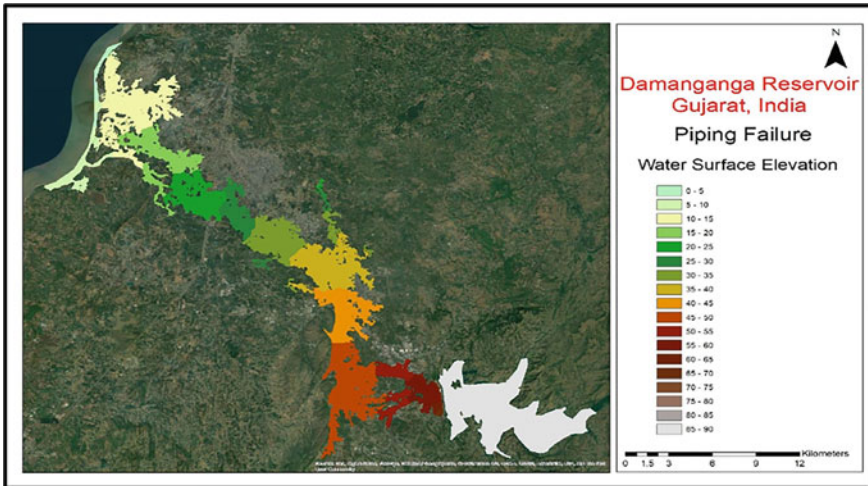 N
Damanganga Reservoir
Gujarat, India
Piping Failure
Water Surface Elevation
0 - 5
5 - 10
10 - 15
15 - 20
20 - 25
25 - 30
30 - 35
35 - 40
40 - 45
45 - 50
50 - 55
55 - 60
60 - 65
65 - 70
70 - 75
75 - 80
80 - 85
85 - 90
Kilometers
0 1.5 3 6 9 12
User Community